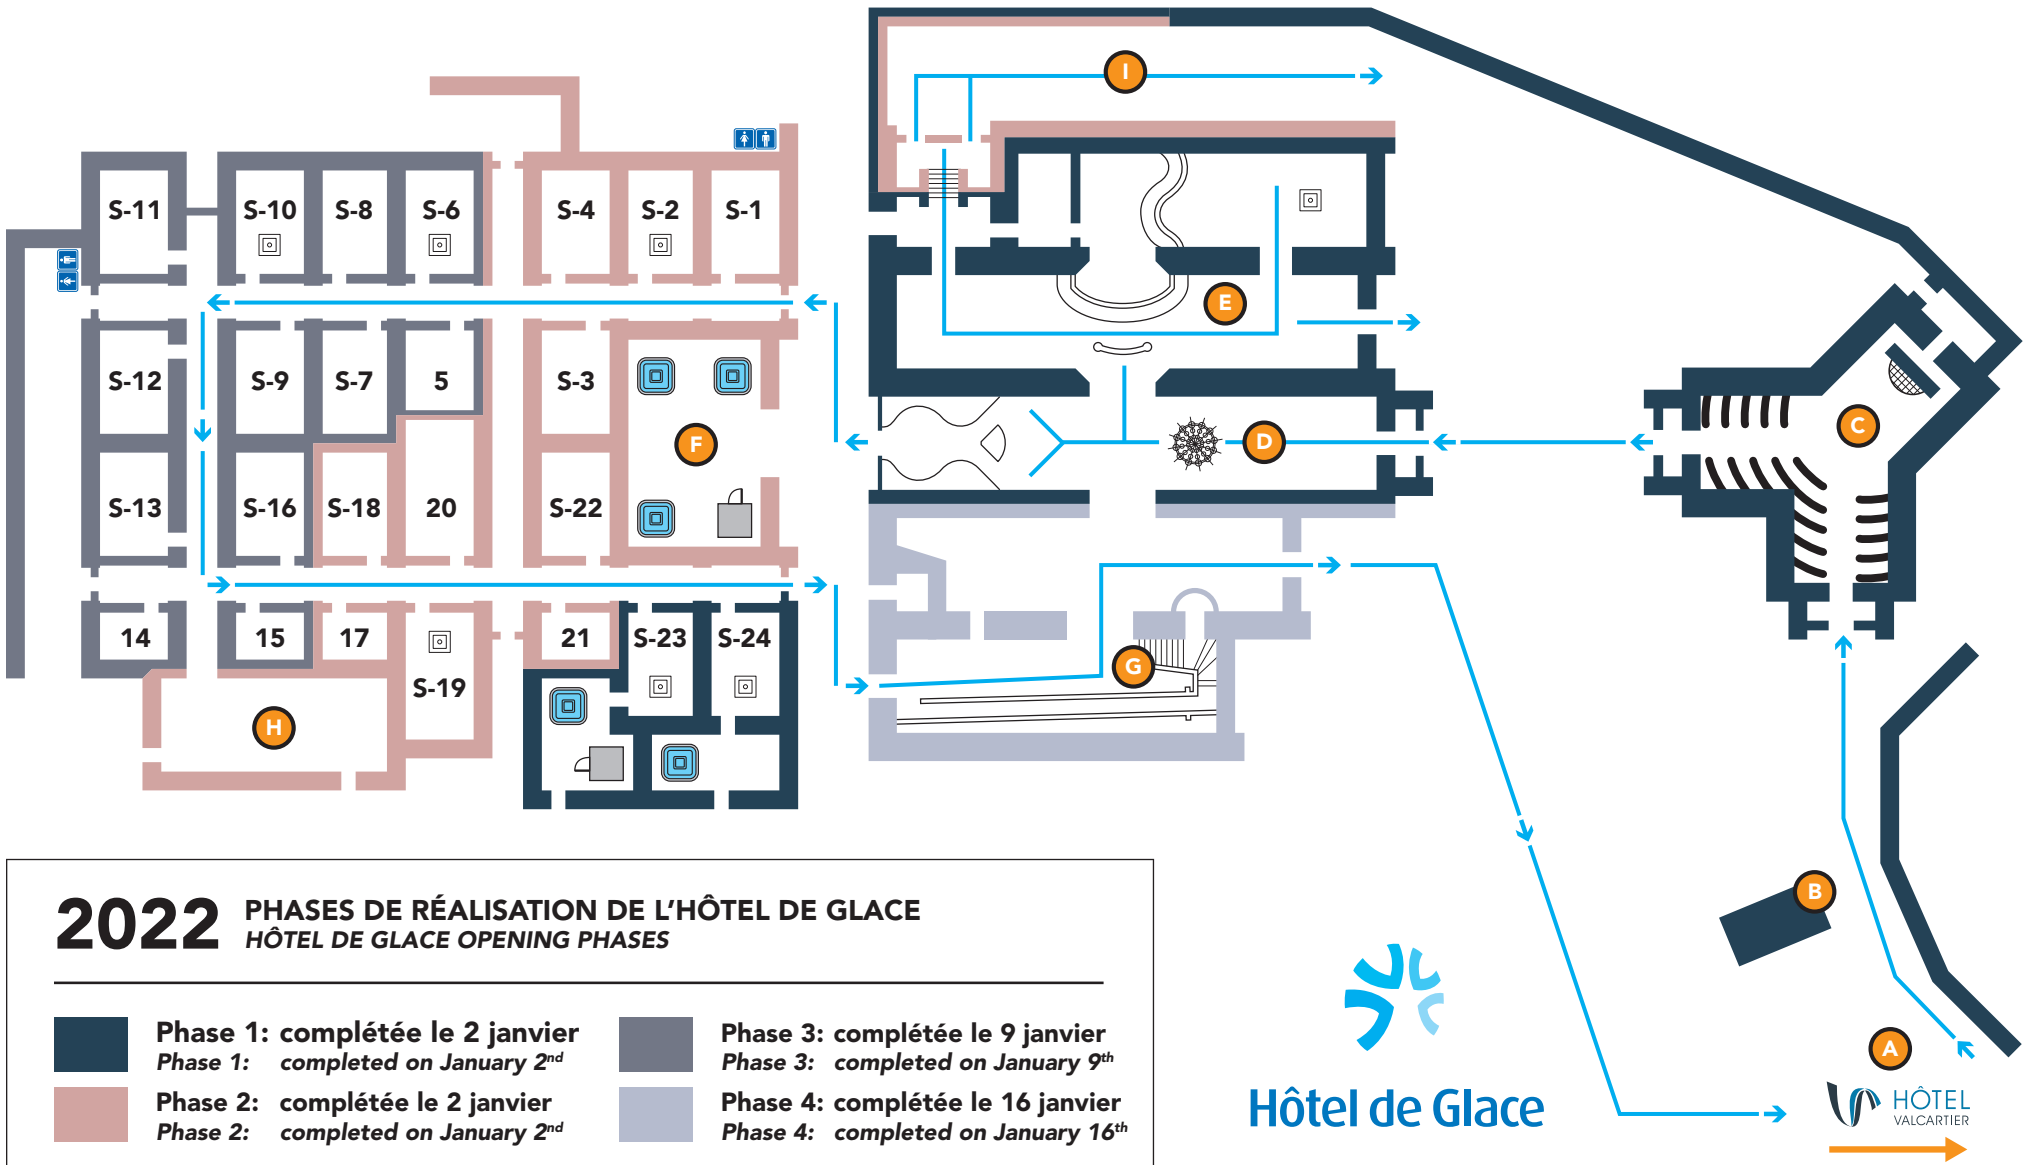 I
S-11
S-10
S-8
S-6
S-4
S-2
S-1
E
S-12
S-9
S-7
5
S-3
F
D
C
S-13
S-16
S-18
20
S-22
14
15
17
21
S-23
S-24
S-19
G
H
B
A
2022
PHASES DE RÉALISATION DE L'HÔTEL DE GLACE
HÔTEL DE GLACE OPENING PHASES
Phase 1: complétée le 2 janvier
Phase 1: completed on January 2nd
Phase 2: complétée le 2 janvier
Phase 2: completed on January 2nd
Phase 3: complétée le 9 janvier
Phase 3: completed on January 9th
Phase 4: complétée le 16 janvier
Phase 4: completed on January 16th
Hôtel de Glace
HÔTEL
VALCARTIER